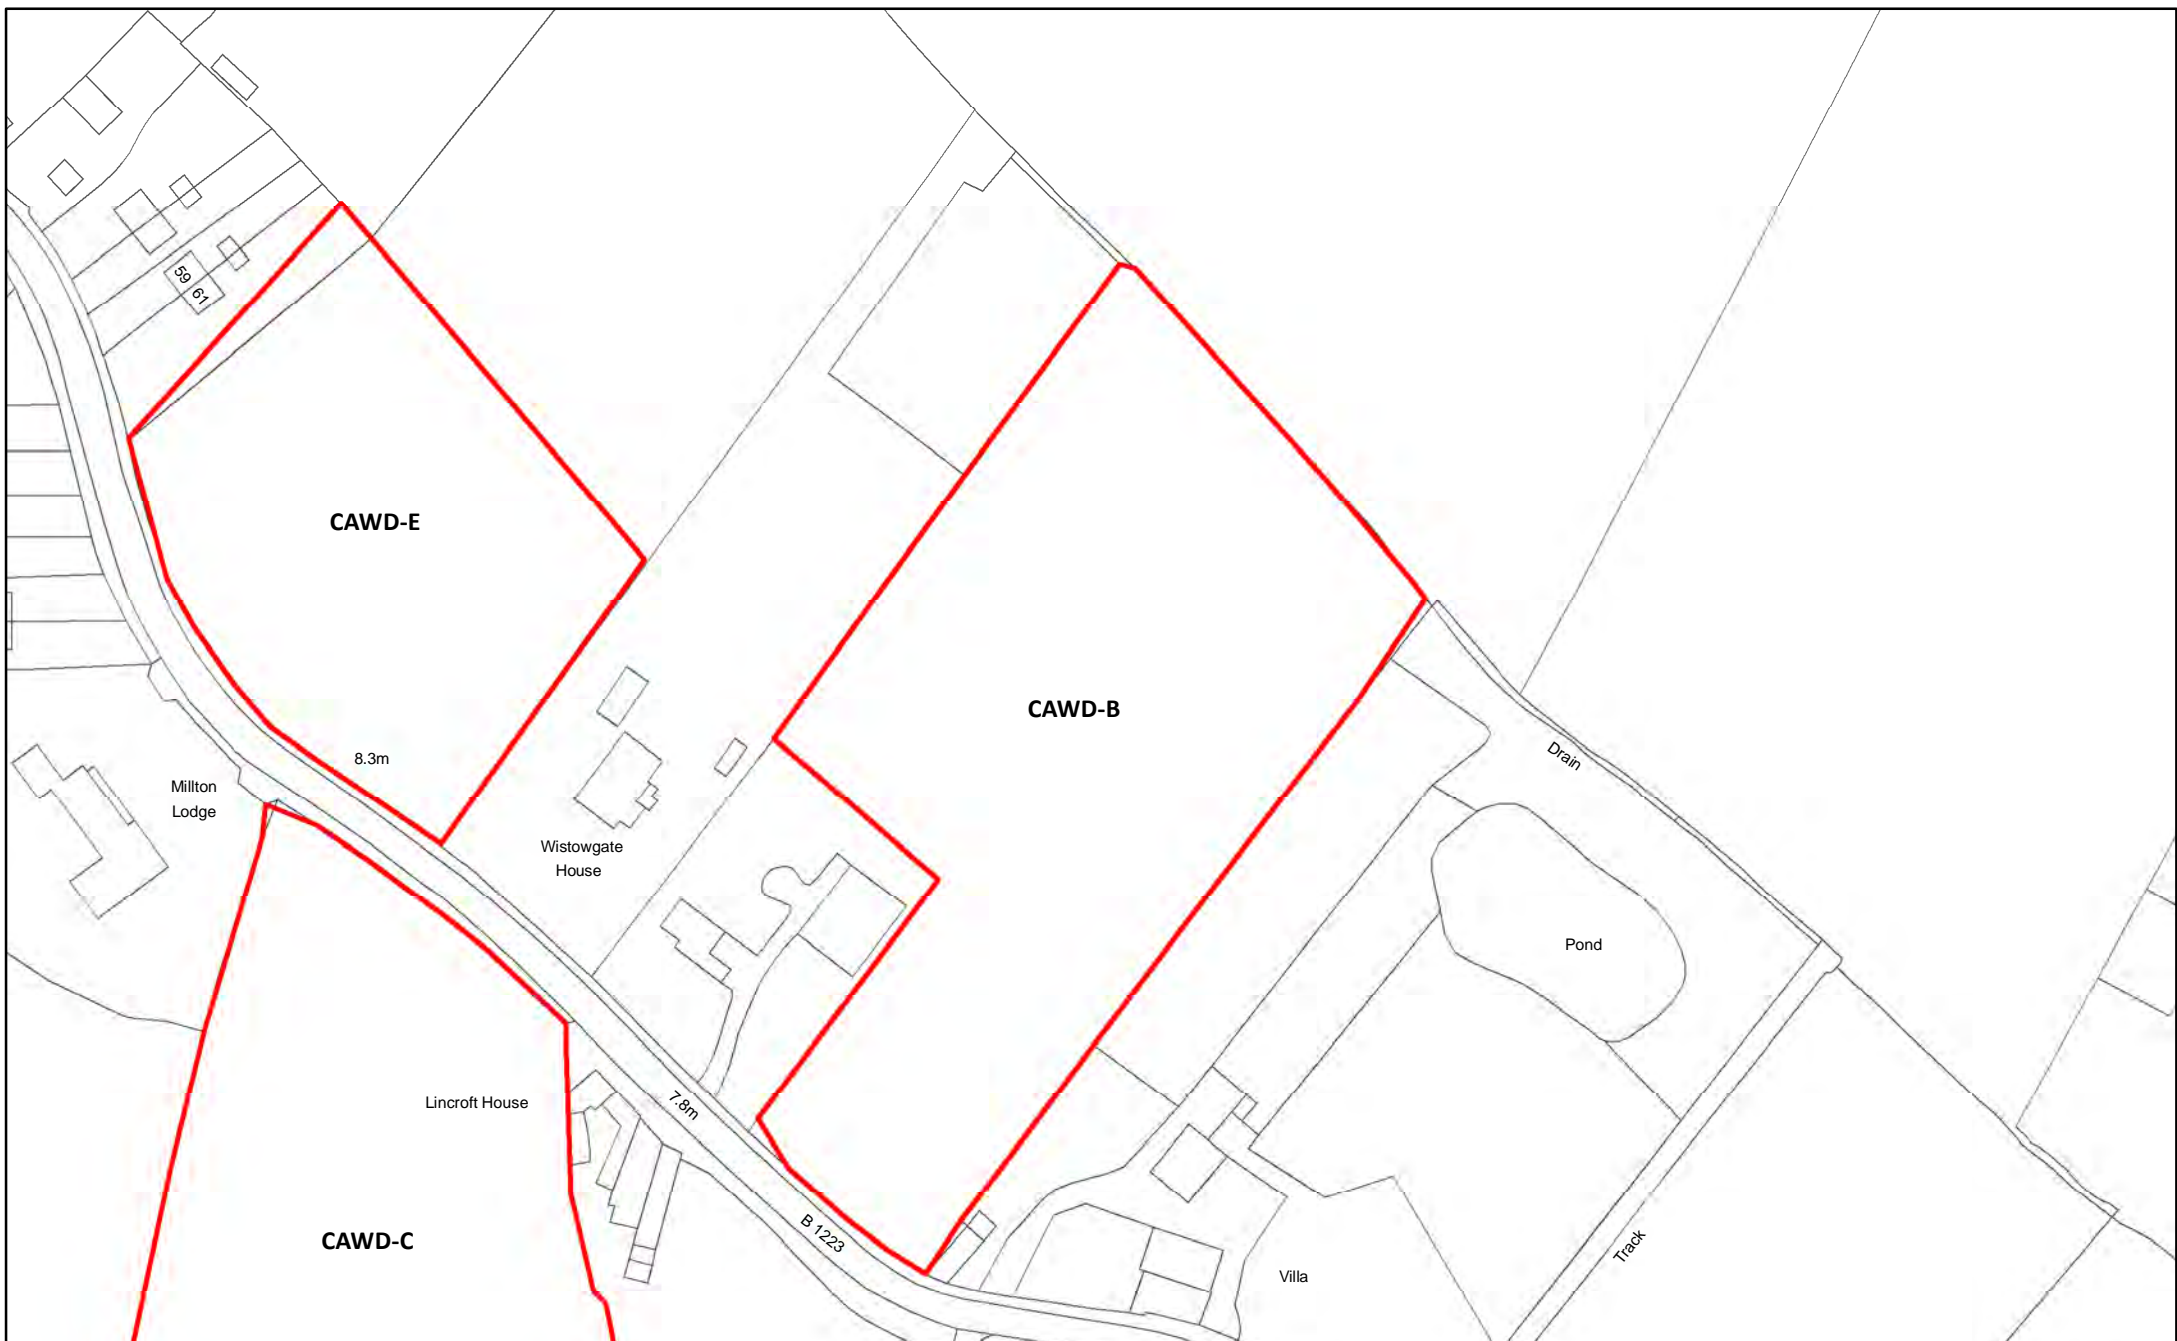 59
61
CAWD-E
CAWD-B
8.3m
Drain
Millton
Lodge
Wistowgate
House
Pond
Lincroft House
7.8m
CAWD-C
B 1223
Track
Villa